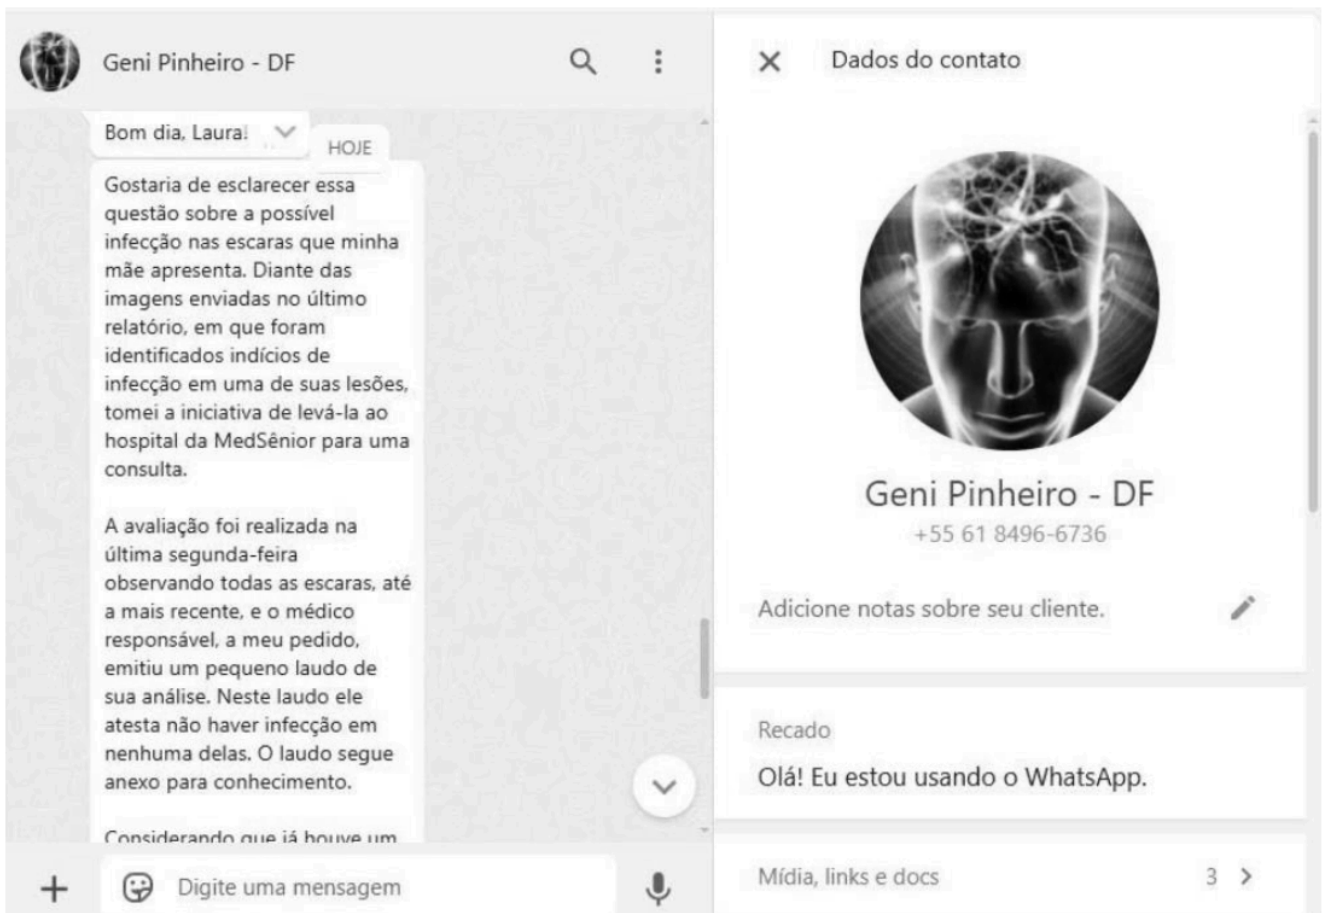 Geni Pinheiro - DF
Bom dia, Laura!
HOJE
Gostaria de esclarecer essa
questão sobre a possível
infecção nas escaras que minha
mãe apresenta. Diante das
imagens enviadas no último
relatório, em que foram
identificados indícios de
infecção em uma de suas lesões,
tomei a iniciativa de levá-la ao
hospital da MedSênior para uma
consulta.
A avaliação foi realizada na
última segunda-feira
observando todas as escaras, até
a mais recente, e o médico
responsável, a meu pedido,
emitiu um pequeno laudo de
sua análise. Neste laudo ele
atesta não haver infecção em
nenhuma delas. O laudo segue
anexo para conhecimento.
Considerando que já houve um
Digite uma mensagem
Dados do contato
Geni Pinheiro - DF
+55 61 8496-6736
Adicione notas sobre seu cliente.
Recado
Olá! Eu estou usando o WhatsApp.
Mídia, links e docs
3